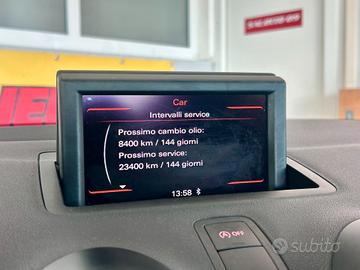 Car
Intervalli service
Prossimo cambio olio:
8400 km / 144 giorni
Prossimo service:
23400 km / 144 giorni
13:58
OFF
subito